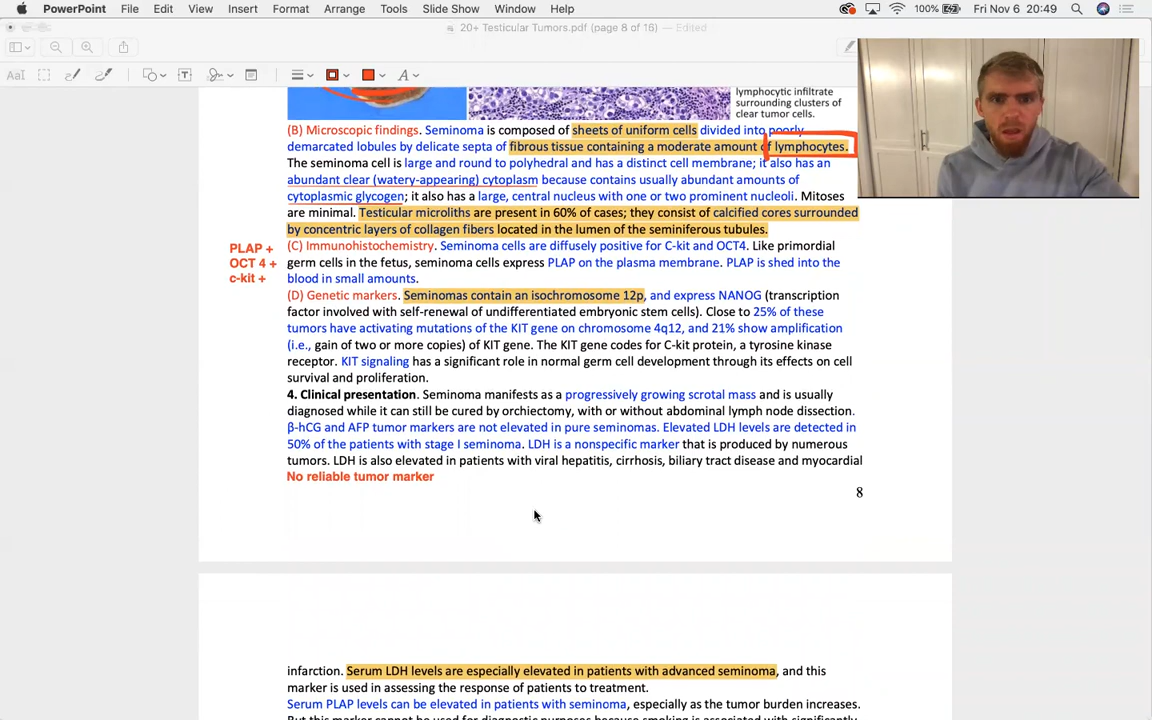 PowerPoint File Edit View Insert Format Arrange Tools Slide Show Window Help 100% Fri Nov 6 20:49
20+ Testicular Tumors.pdf (page 8 of 16) — Edited
AaI
T
A
lymphocytic infiltrate
surrounding clusters of
clear tumor cells.
(B) Microscopic findings. Seminoma is composed of sheets of uniform cells divided into poorly
demarcated lobules by delicate septa of fibrous tissue containing a moderate amount of lymphocytes.
The seminoma cell is large and round to polyhedral and has a distinct cell membrane; it also has an
abundant clear (watery-appearing) cytoplasm because contains usually abundant amounts of
cytoplasmic glycogen; it also has a large, central nucleus with one or two prominent nucleoli. Mitoses
are minimal. Testicular microliths are present in 60% of cases; they consist of calcified cores surrounded
by concentric layers of collagen fibers located in the lumen of the seminiferous tubules.
PLAP +
OCT 4 +
c-kit +
(C) Immunohistochemistry. Seminoma cells are diffusely positive for C-kit and OCT4. Like primordial
germ cells in the fetus, seminoma cells express PLAP on the plasma membrane. PLAP is shed into the
blood in small amounts.
(D) Genetic markers. Seminomas contain an isochromosome 12p, and express NANOG (transcription
factor involved with self-renewal of undifferentiated embryonic stem cells). Close to 25% of these
tumors have activating mutations of the KIT gene on chromosome 4q12, and 21% show amplification
(i.e., gain of two or more copies) of KIT gene. The KIT gene codes for C-kit protein, a tyrosine kinase
receptor. KIT signaling has a significant role in normal germ cell development through its effects on cell
survival and proliferation.
4. Clinical presentation. Seminoma manifests as a progressively growing scrotal mass and is usually
diagnosed while it can still be cured by orchiectomy, with or without abdominal lymph node dissection.
β-hCG and AFP tumor markers are not elevated in pure seminomas. Elevated LDH levels are detected in
50% of the patients with stage I seminoma. LDH is a nonspecific marker that is produced by numerous
tumors. LDH is also elevated in patients with viral hepatitis, cirrhosis, biliary tract disease and myocardial
No reliable tumor marker
8
infarction. Serum LDH levels are especially elevated in patients with advanced seminoma, and this
marker is used in assessing the response of patients to treatment.
Serum PLAP levels can be elevated in patients with seminoma, especially as the tumor burden increases.
But this marker cannot be used for diagnostic purposes because smoking is associated with significantly